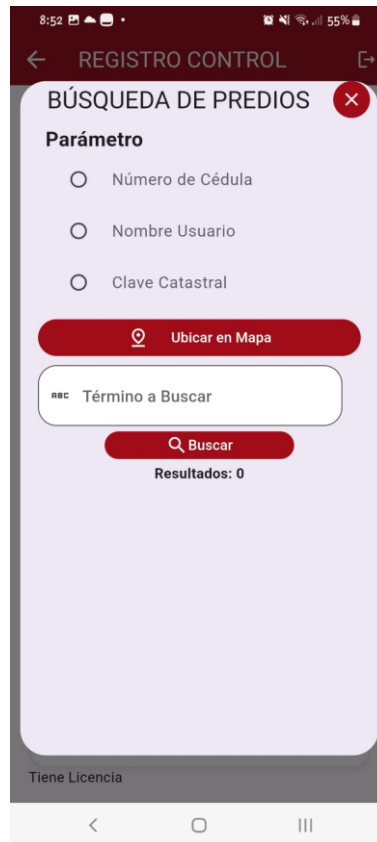 8:52
55%
REGISTRO CONTROL
BÚSQUEDA DE PREDIOS
Parámetro
Número de Cédula
Nombre Usuario
Clave Catastral
Ubicar en Mapa
ABC Término a Buscar
Buscar
Resultados: 0
Tiene Licencia